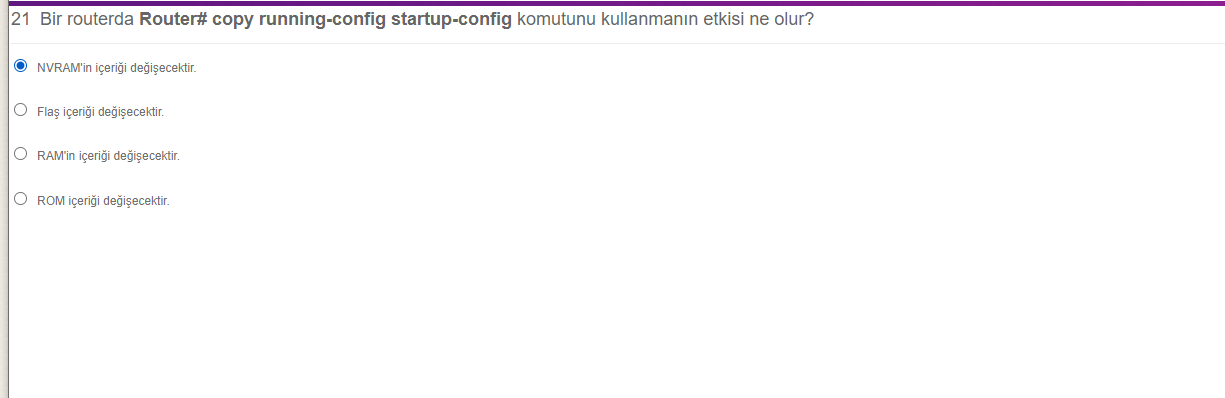 21 Bir routerda Router# copy running-config startup-config komutunu kullanmanın etkisi ne olur?
NVRAM'in içeriği değişecektir.
Flaş içeriği değişecektir.
RAM'in içeriği değişecektir.
ROM içeriği değişecektir.